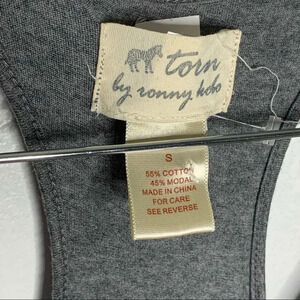 torn
by ronny kobo
S
55% COTTON
45% MODAL
MADE IN CHINA
FOR CARE
SEE REVERSE